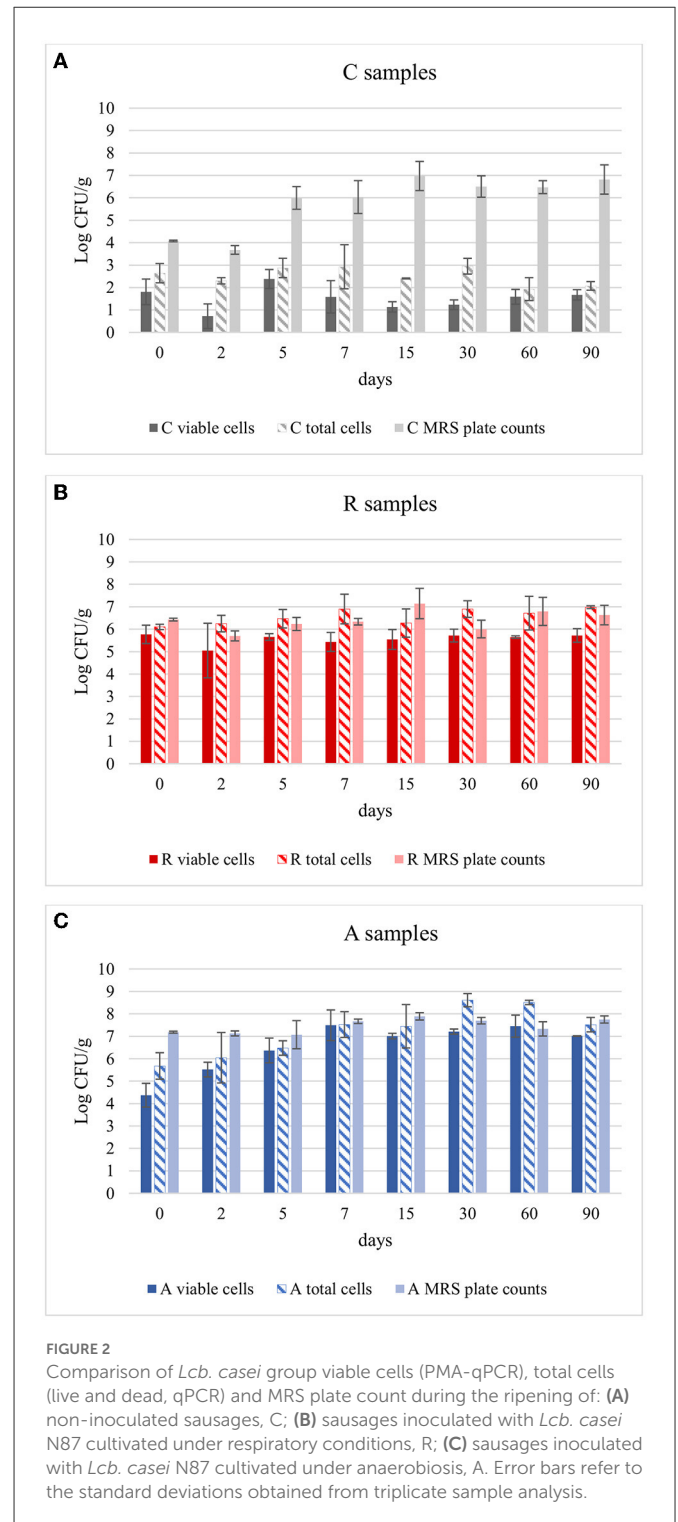 A
C samples
10
9
8
7
6
5
4
3
2
1
0
Log CFU/g
0 2 5 7 15 30 60 90
days
C viable cells C total cells C MRS plate counts
B
R samples
10
9
8
7
6
5
4
3
2
1
0
Log CFU/g
0 2 5 7 15 30 60 90
days
R viable cells R total cells R MRS plate counts
C
A samples
10
9
8
7
6
5
4
3
2
1
0
Log CFU/g
0 2 5 7 15 30 60 90
days
A viable cells A total cells A MRS plate counts
FIGURE 2
Comparison of Lcb. casei group viable cells (PMA-qPCR), total cells
(live and dead, qPCR) and MRS plate count during the ripening of: (A)
non-inoculated sausages, C; (B) sausages inoculated with Lcb. casei
N87 cultivated under respiratory conditions, R; (C) sausages inoculated
with Lcb. casei N87 cultivated under anaerobiosis, A. Error bars refer to
the standard deviations obtained from triplicate sample analysis.